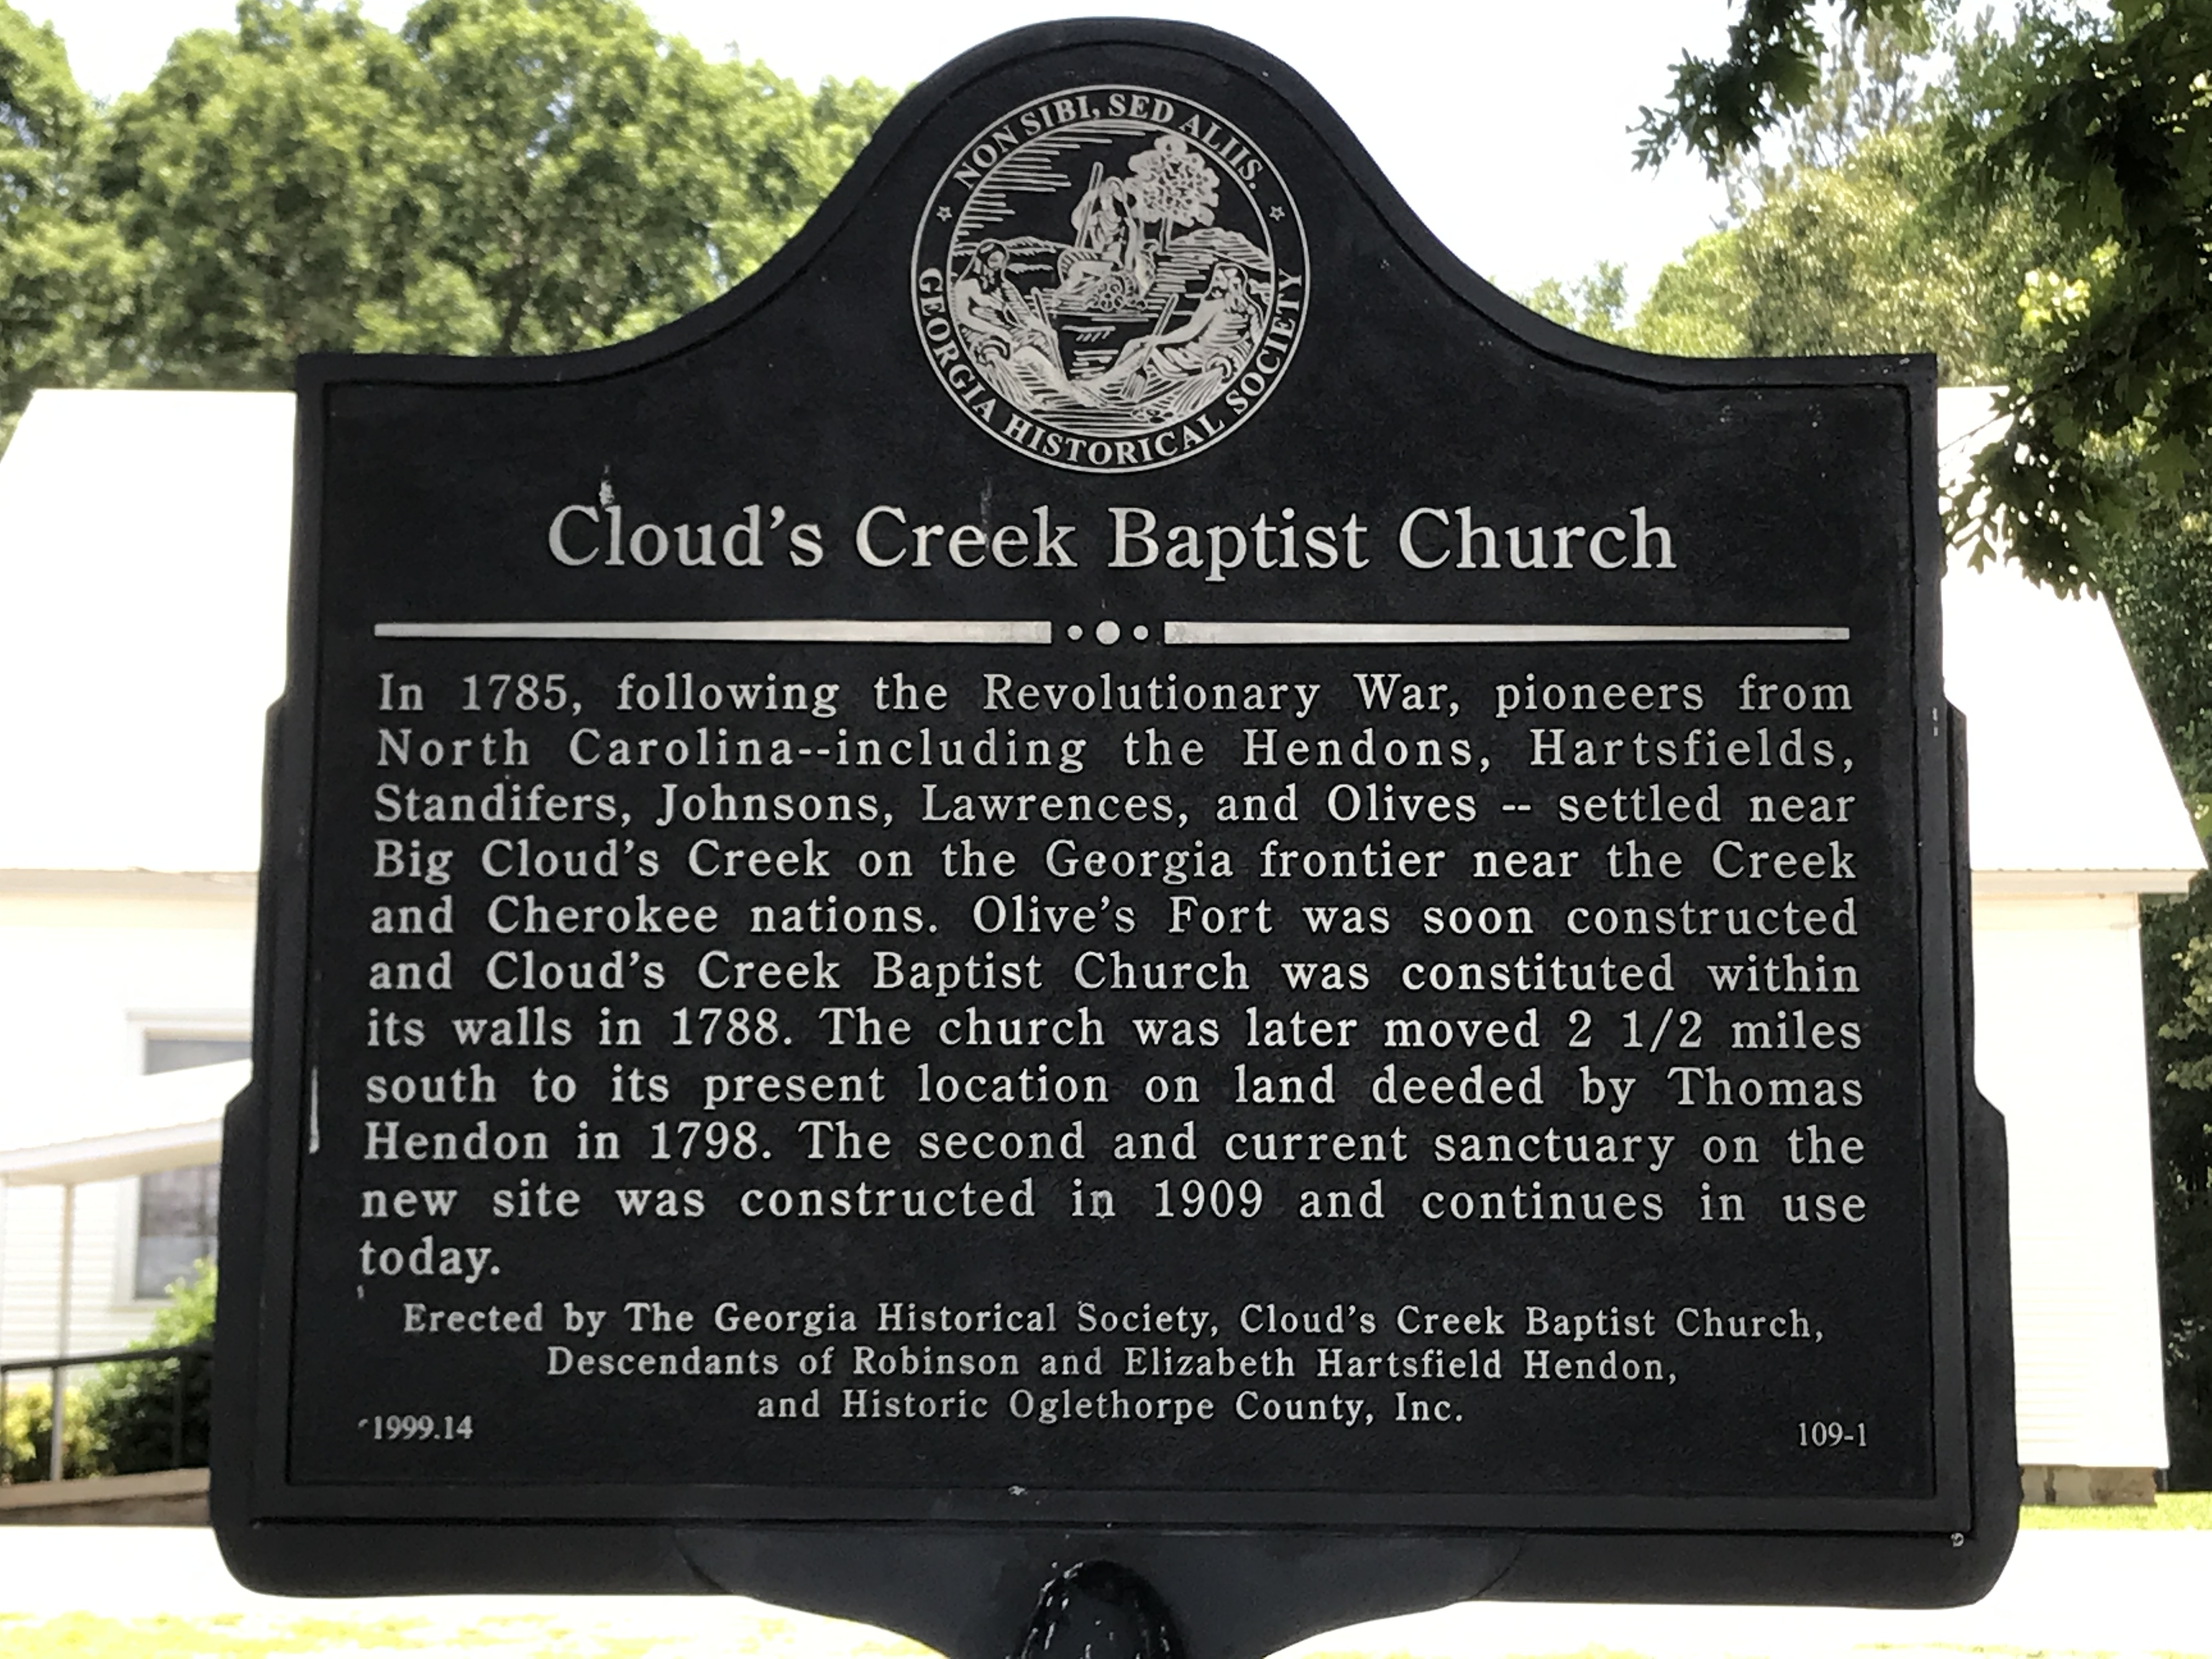 NON SIBI, SED ALIIS.
GEORGIA HISTORICAL SOCIETY
Cloud's Creek Baptist Church
In 1785, following the Revolutionary War, pioneers from
North Carolina--including the Hendons, Hartsfields,
Standifers, Johnsons, Lawrences, and Olives -- settled near
Big Cloud's Creek on the Georgia frontier near the Creek
and Cherokee nations. Olive's Fort was soon constructed
and Cloud's Creek Baptist Church was constituted within
its walls in 1788. The church was later moved 2 1/2 miles
south to its present location on land deeded by Thomas
Hendon in 1798. The second and current sanctuary on the
new site was constructed in 1909 and continues in use
today.
Erected by The Georgia Historical Society, Cloud's Creek Baptist Church,
Descendants of Robinson and Elizabeth Hartsfield Hendon,
and Historic Oglethorpe County, Inc.
1999.14
109-1